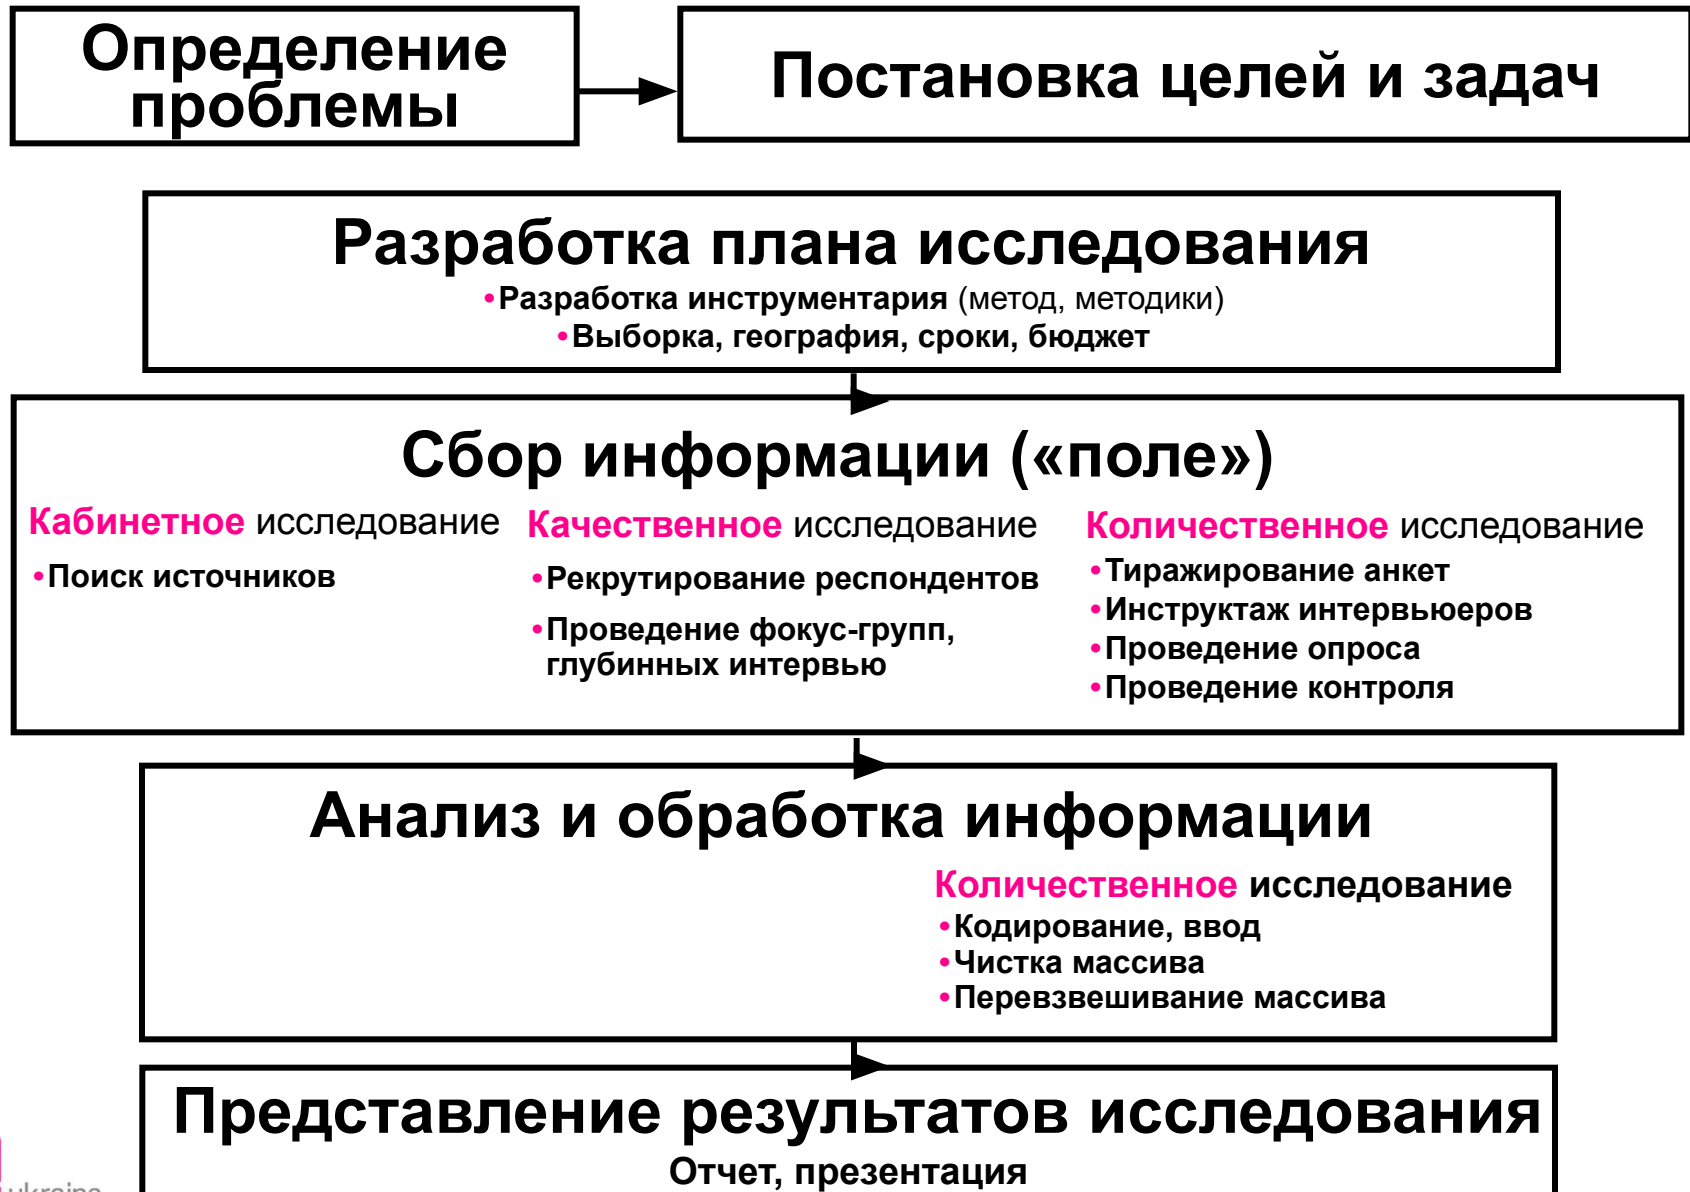 Определение
проблемы
Постановка целей и задач
Разработка плана исследования
•Разработка инструментария (метод, методики)
•Выборка, география, сроки, бюджет
Сбор информации («поле»)
Кабинетное исследование
•Поиск источников
Качественное исследование
•Рекрутирование респондентов
•Проведение фокус-групп,
глубинных интервью
Количественное исследование
•Тиражирование анкет
•Инструктаж интервьюеров
•Проведение опроса
•Проведение контроля
Анализ и обработка информации
Количественное исследование
•Кодирование, ввод
•Чистка массива
•Перевзвешивание массива
Представление результатов исследования
Отчет, презентация